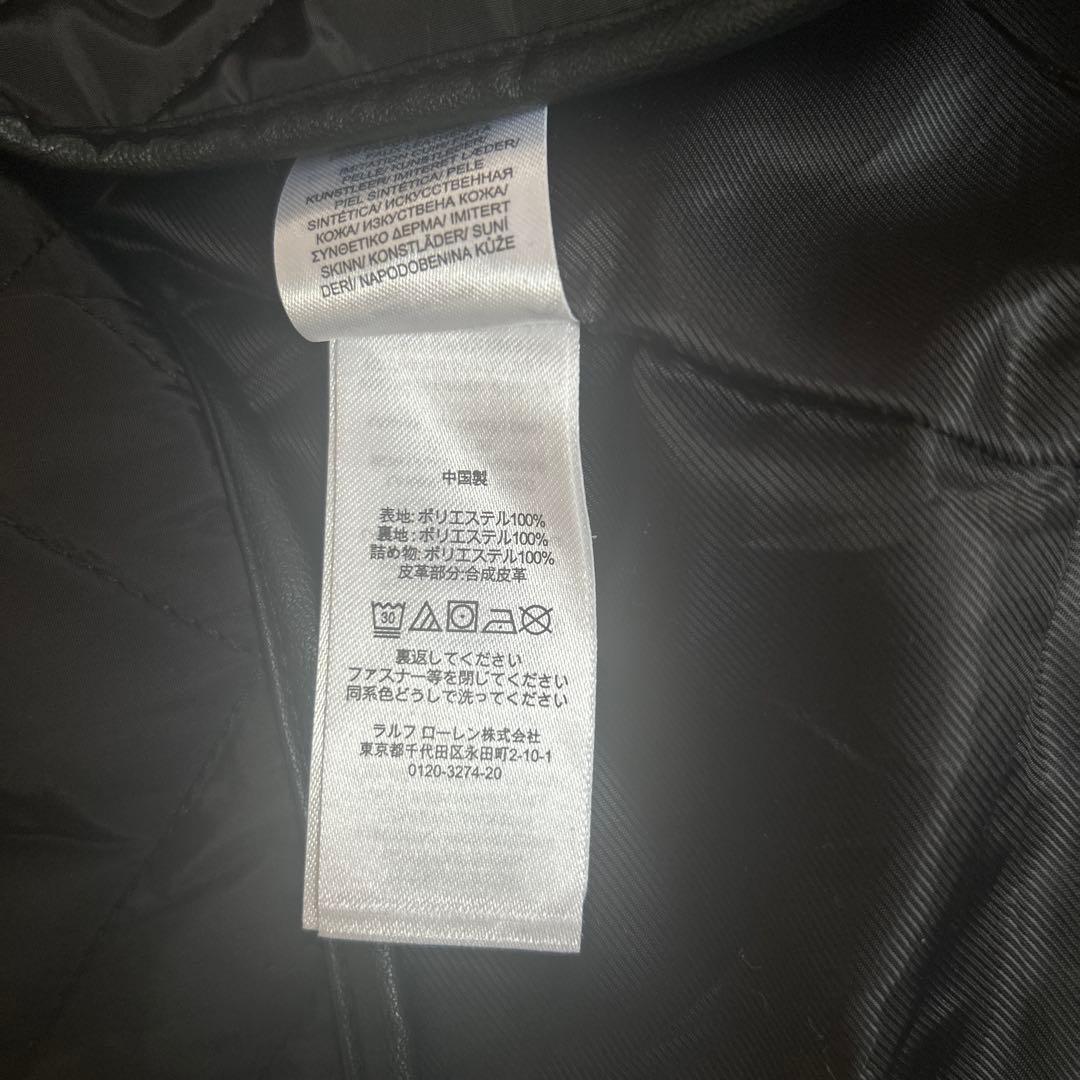 PELLE/ KUNSTIGT LÆDER/
KUNSTLEER/ IMITERET PELE
PIEL SINTÉTICA/ PELE
SINTÉTICA/ ИСКУССТВЕННАЯ
КОЖА/ ИЗКУСТВЕНА КОЖА/
ΣΥΝΘΕΤΙΚΟ ΔΕΡΜΑ/ IMITERT
SKINN/ KONSTLÄDER/ SUNİ
DERİ/ NAPODOBENINA KŮŽE
中国製
表地: ポリエステル100%
裏地: ポリエステル100%
詰め物: ポリエステル100%
皮革部分:合成皮革
30
裏返してください
ファスナー等を閉じてください
同系色どうしで洗ってください
ラルフ ローレン株式会社
東京都千代田区永田町2-10-1
0120-3274-20